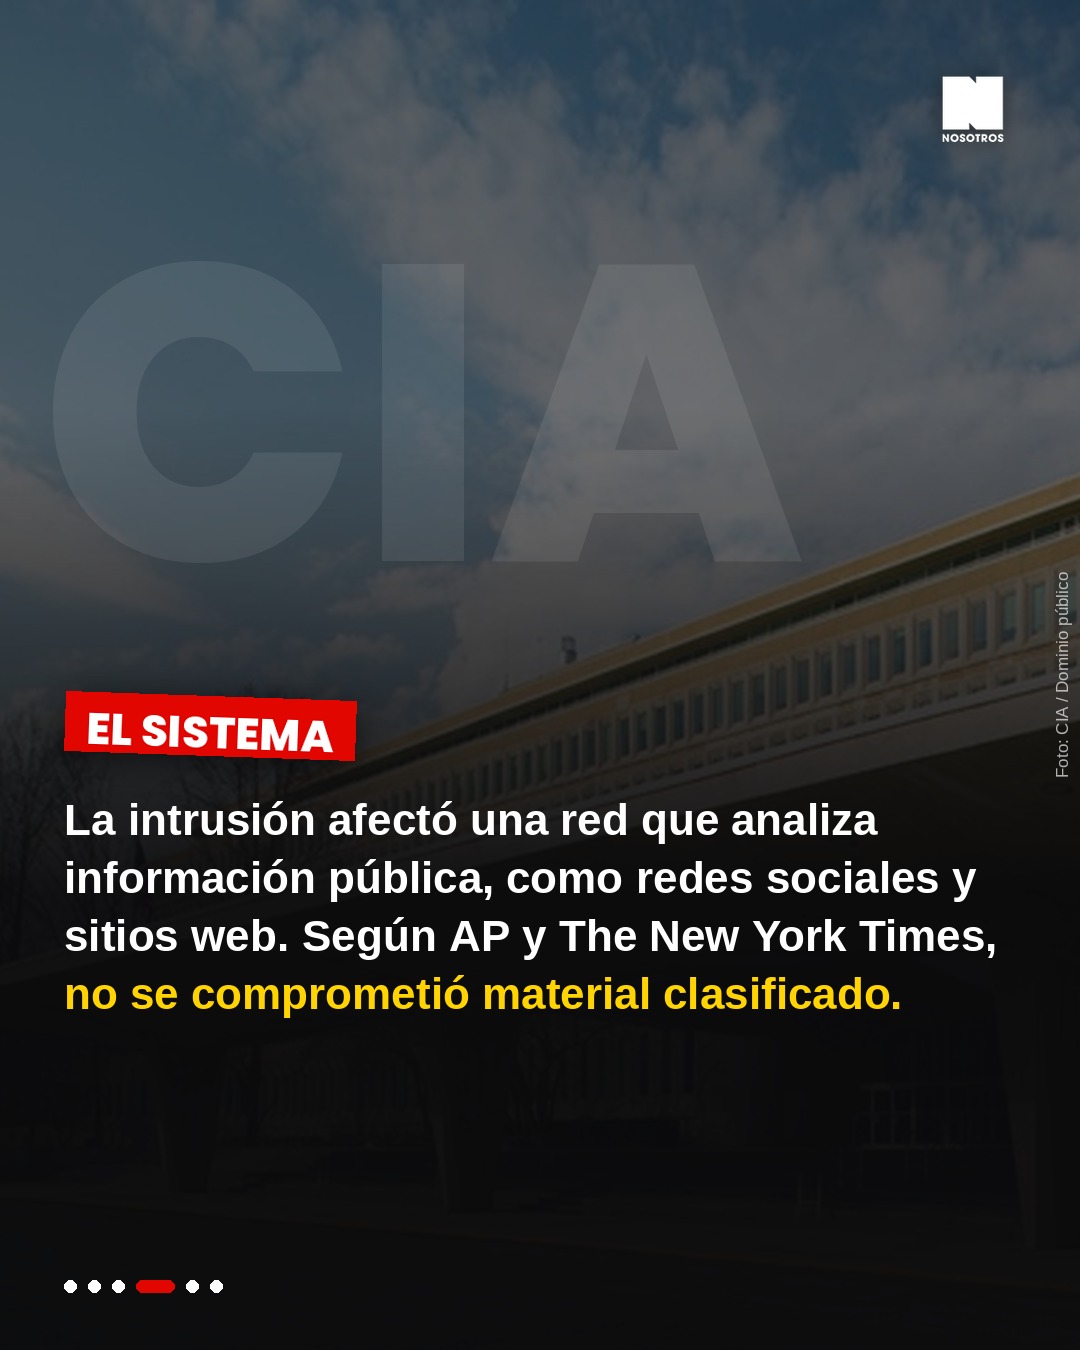 NOSOTROS
CIA
Foto: CIA / Dominio público
EL SISTEMA
La intrusión afectó una red que analiza
información pública, como redes sociales y
sitios web. Según AP y The New York Times,
no se comprometió material clasificado.